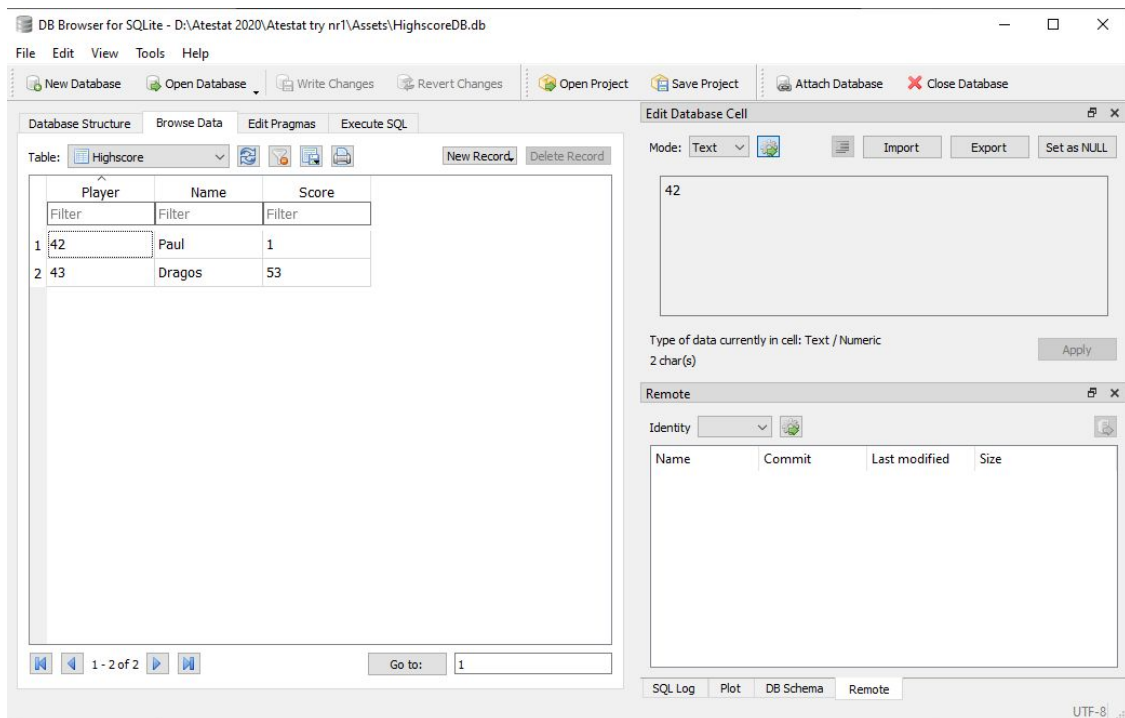 DB Browser for SQLite - D:\Atestat 2020\Atestat try nr1\Assets\HighscoreDB.db
File Edit View Tools Help
New Database Open Database Write Changes Revert Changes Open Project Save Project Attach Database Close Database
Database Structure Browse Data Edit Pragmas Execute SQL
Table: Highscore New Record Delete Record
Player Name Score
Filter Filter Filter
1 42 Paul 1
2 43 Dragos 53
1 - 2 of 2 Go to: 1
Edit Database Cell
Mode: Text Import Export Set as NULL
42
Type of data currently in cell: Text / Numeric
2 char(s)
Apply
Remote
Identity
Name Commit Last modified Size
SQL Log Plot DB Schema Remote
UTF-8